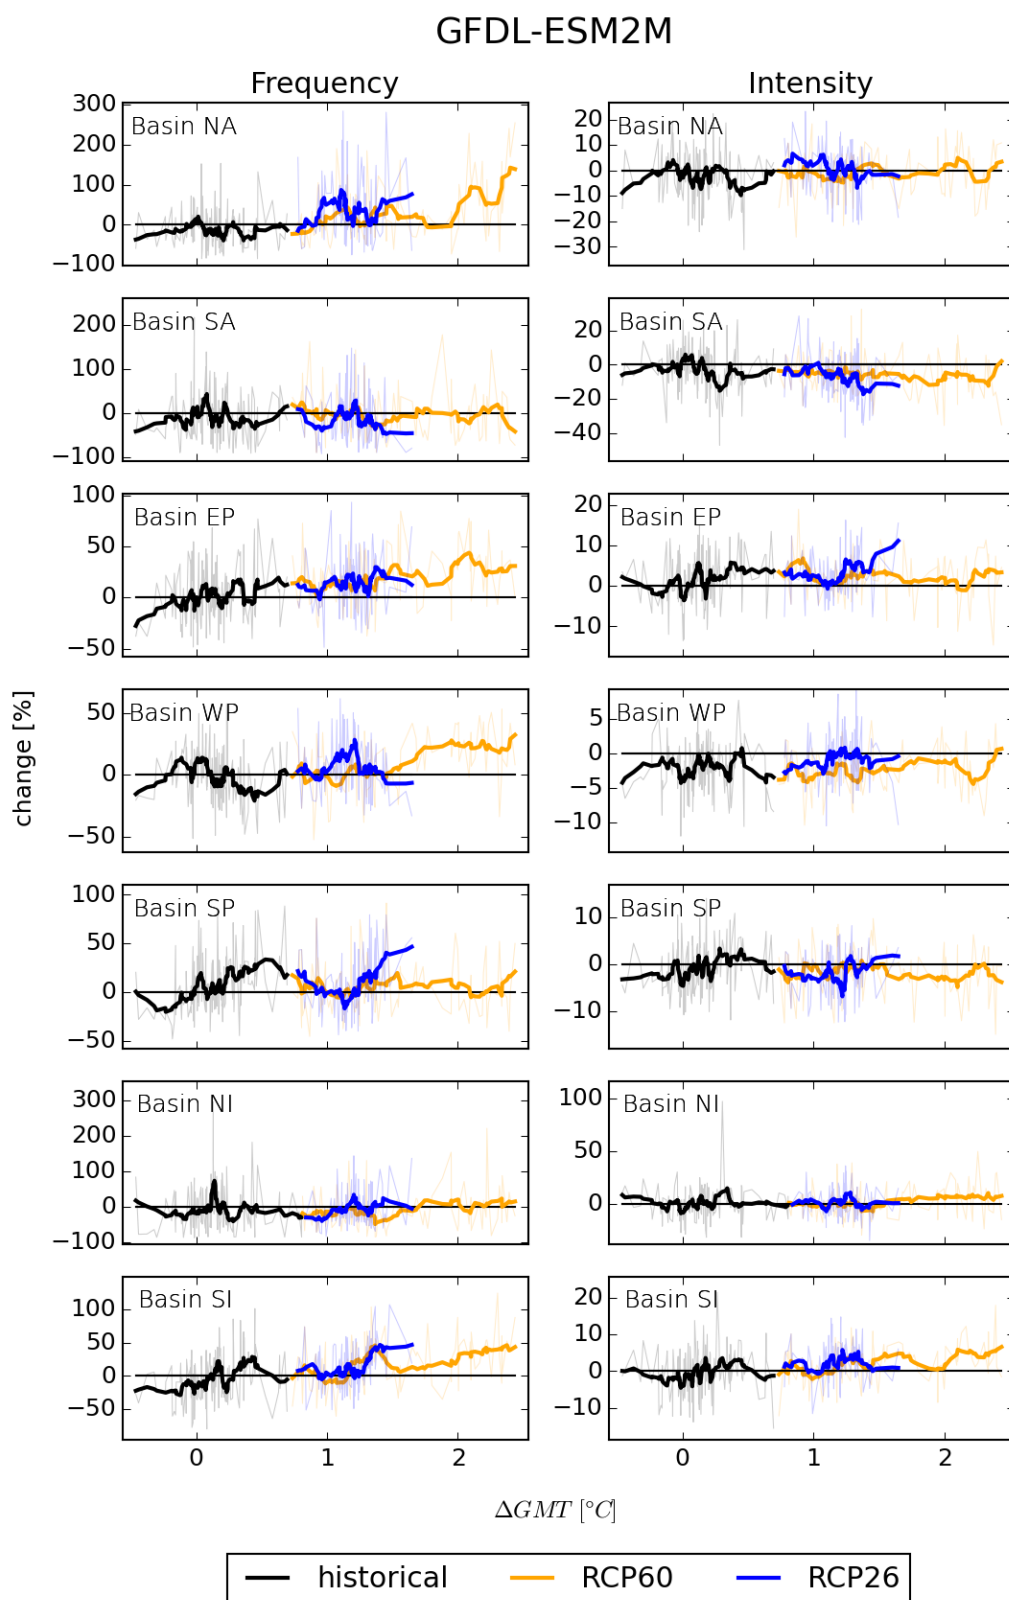 GFDL-ESM2M
Frequency Intensity
300
200
100
0
−100
Basin NA
20
10
0
−10
−20
−30
Basin NA
200
100
0
−100
Basin SA
20
0
−20
−40
Basin SA
100
50
0
−50
Basin EP
20
10
0
−10
Basin EP
change [%]
50
0
−50
Basin WP
5
0
−5
−10
Basin WP
100
50
0
−50
Basin SP
10
0
−10
Basin SP
300
200
100
0
−100
Basin NI
100
50
0
Basin NI
100
50
0
−50
Basin SI
20
10
0
−10
Basin SI
0 1 2 0 1 2
ΔGMT [°C]
historical RCP60 RCP26